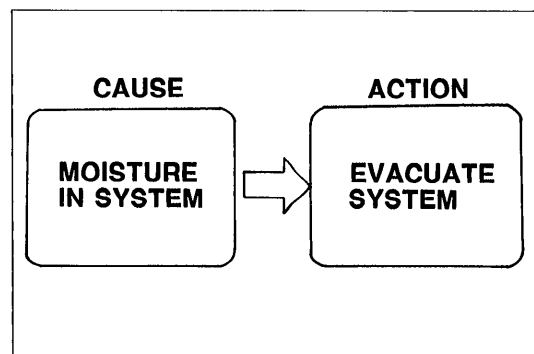 CAUSE
MOISTURE
IN SYSTEM
ACTION
EVACUATE
SYSTEM